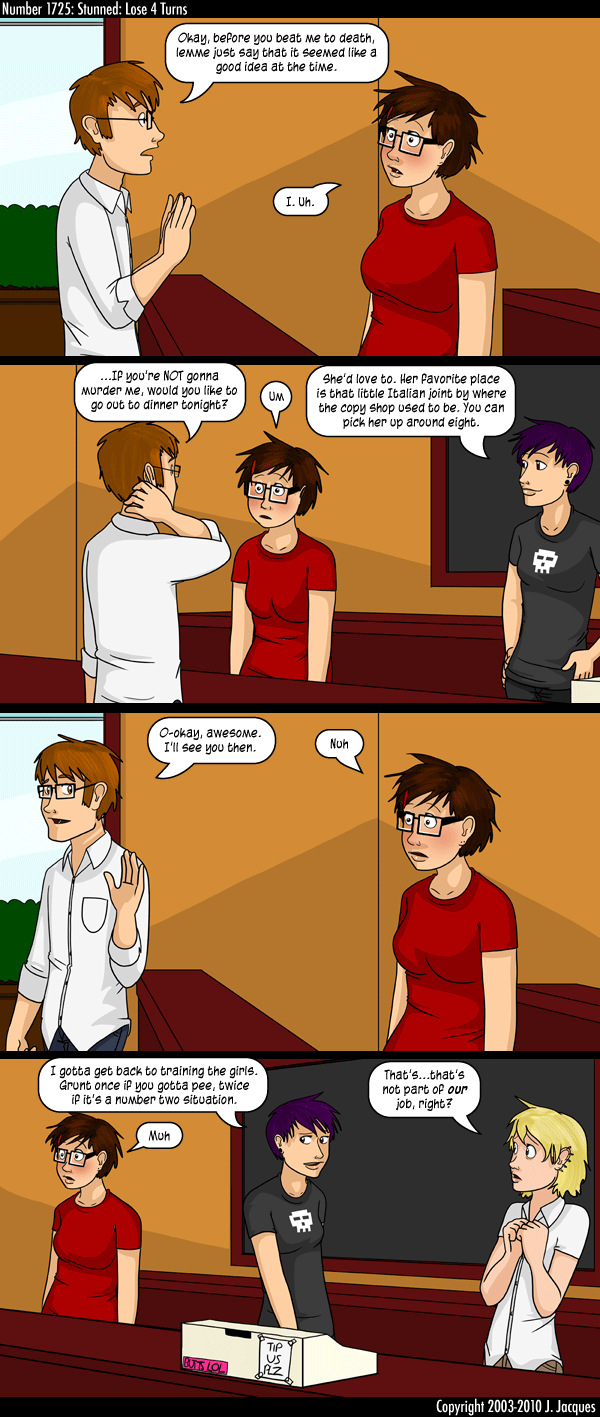 Number 1725: Stunned: Lose 4 Turns
Okay, before you beat me to death,
lemme just say that it seemed like a
good idea at the time.
I. Uh.
...If you're NOT gonna
murder me, would you like to
go out to dinner tonight?
Um
She'd love to. Her favorite place
is that little Italian joint by where
the copy shop used to be. You can
pick her up around eight.
O-okay, awesome.
I'll see you then.
Nuh
I gotta get back to training the girls.
Grunt once if you gotta pee, twice
if it's a number two situation.
Muh
That's...that's
not part of our
job, right?
BUTTS LOL
TIP
US
PLZ
Copyright 2003-2010 J. Jacques